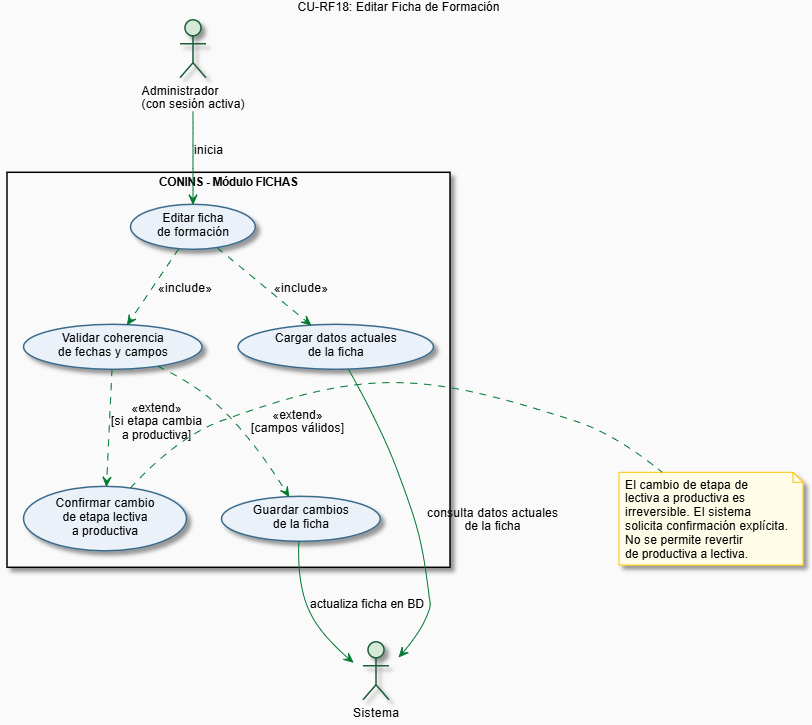 CU-RF18: Editar Ficha de Formación
Administrador
(con sesión activa)
inicia
CONINS - Módulo FICHAS
Editar ficha
de formación
«include»
«include»
Validar coherencia
de fechas y campos
Cargar datos actuales
de la ficha
«extend»
[si etapa cambia
a productiva]
«extend»
[campos válidos]
Confirmar cambio
de etapa lectiva
a productiva
Guardar cambios
de la ficha
consulta datos actuales
de la ficha
El cambio de etapa de
lectiva a productiva es
irreversible. El sistema
solicita confirmación explícita.
No se permite revertir
de productiva a lectiva.
actualiza ficha en BD
Sistema